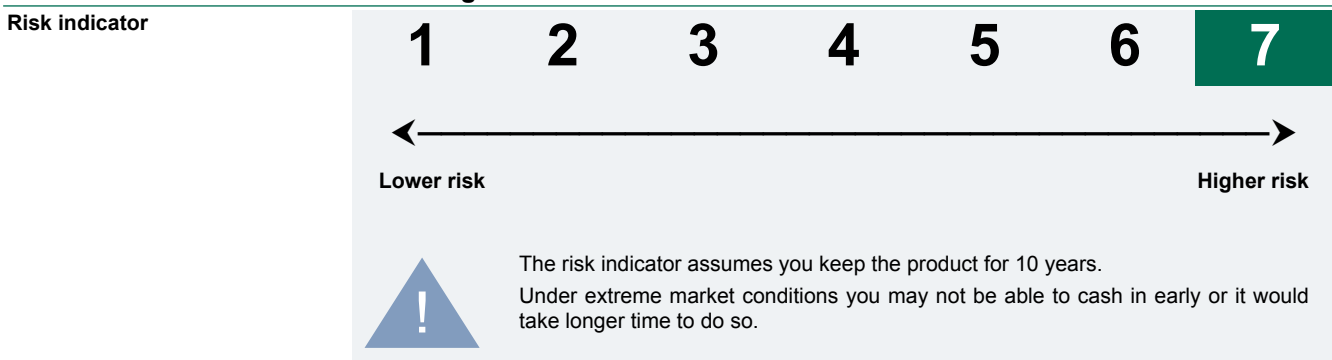 Risk indicator
1 2 3 4 5 6 7
Lower risk Higher risk
!
The risk indicator assumes you keep the product for 10 years.
Under extreme market conditions you may not be able to cash in early or it would
take longer time to do so.